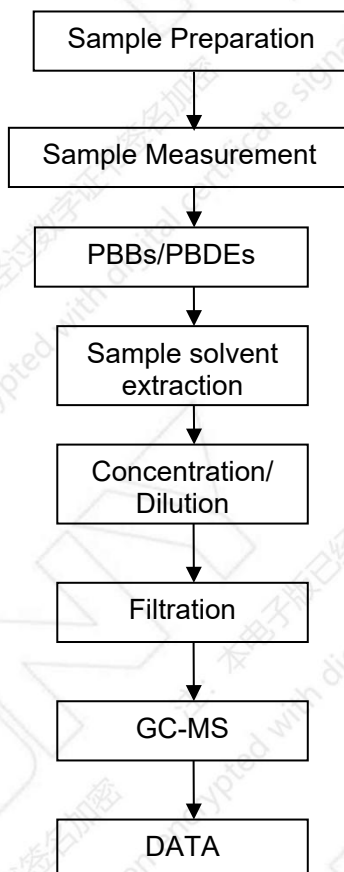 Sample Preparation
Sample Measurement
PBBs/PBDEs
Sample solvent
extraction
Concentration/
Dilution
Filtration
GC-MS
DATA